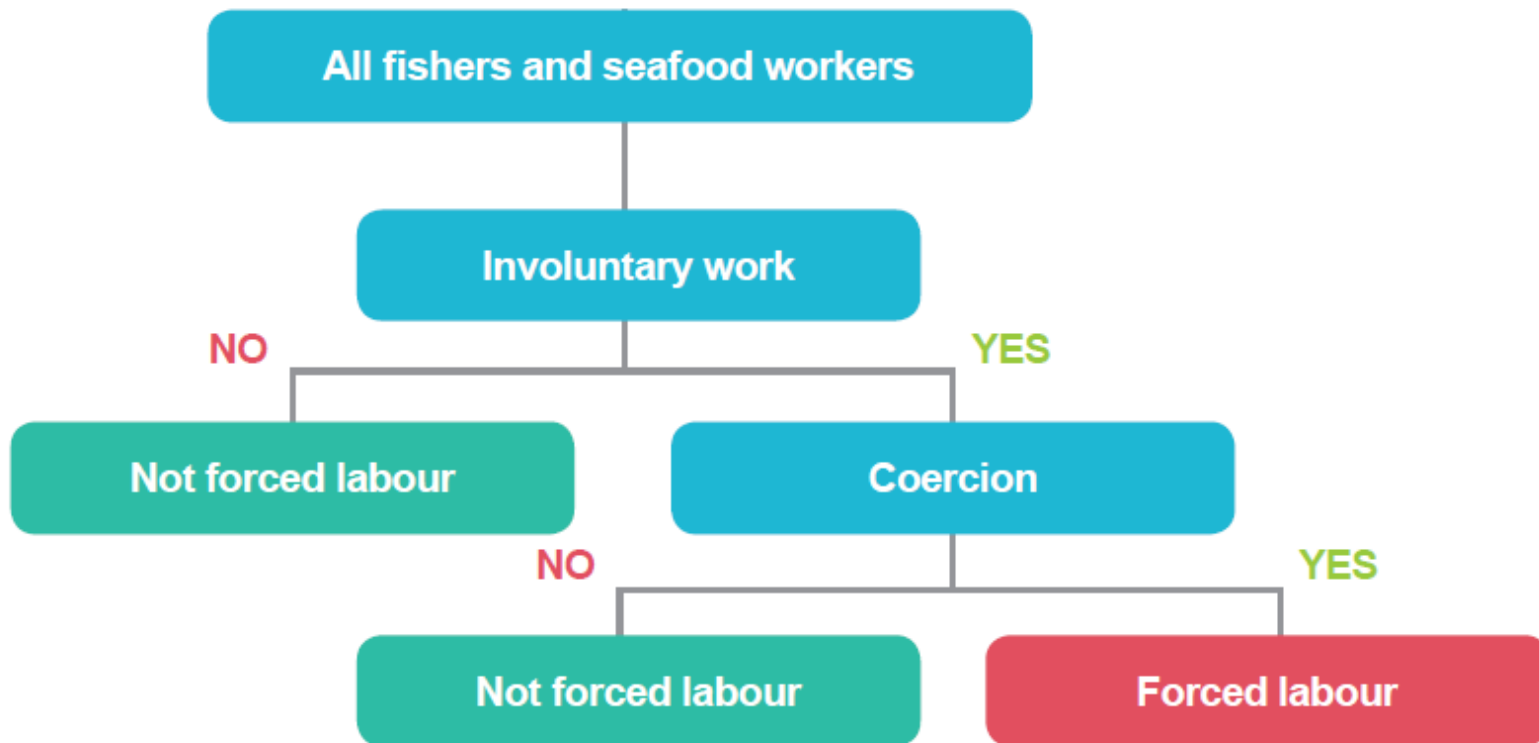 All fishers and seafood workers
Involuntary work
NO
YES
Not forced labour
Coercion
NO
YES
Not forced labour
Forced labour